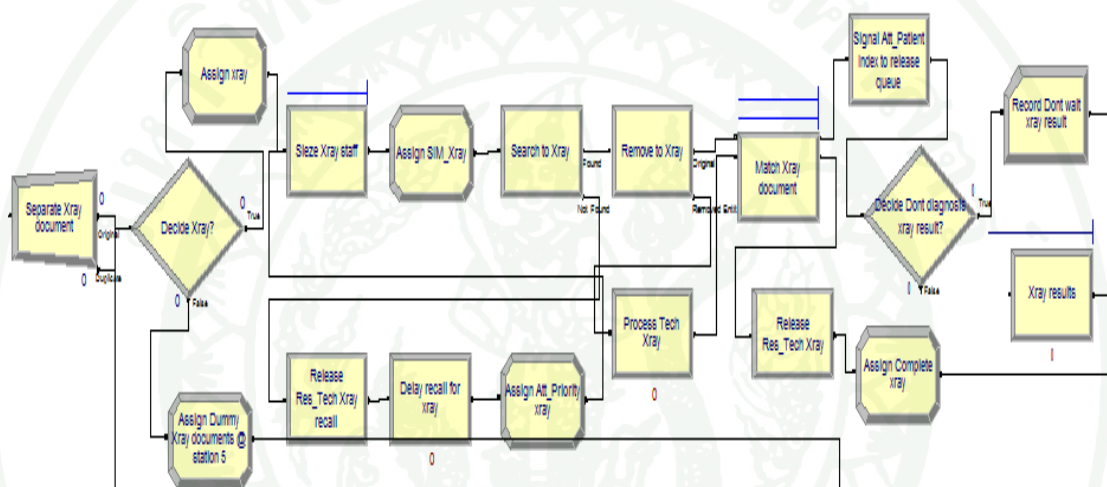 Separate Xray
document
0
Original
0
Duplicate
Decide Xray?
0
True
0
False
Assign xray
Sieze Xray staff
Assign SIM_Xray
Search to Xray
Found
Not Found
Remove to Xray
Original
Removed Entity
Match Xray
document
Signal Att_Patient
Index to release
queue
Decide Dont diagnosis
xray result?
0
True
0
False
Record Dont wait
xray result
Xray results
0
Process Tech
Xray
0
Release
Res_Tech Xray
Assign Complete
xray
Release
Res_Tech Xray
recall
Delay recall for
xray
0
Assign Att_Priority
xray
Assign Dummy
Xray documents @
station 5